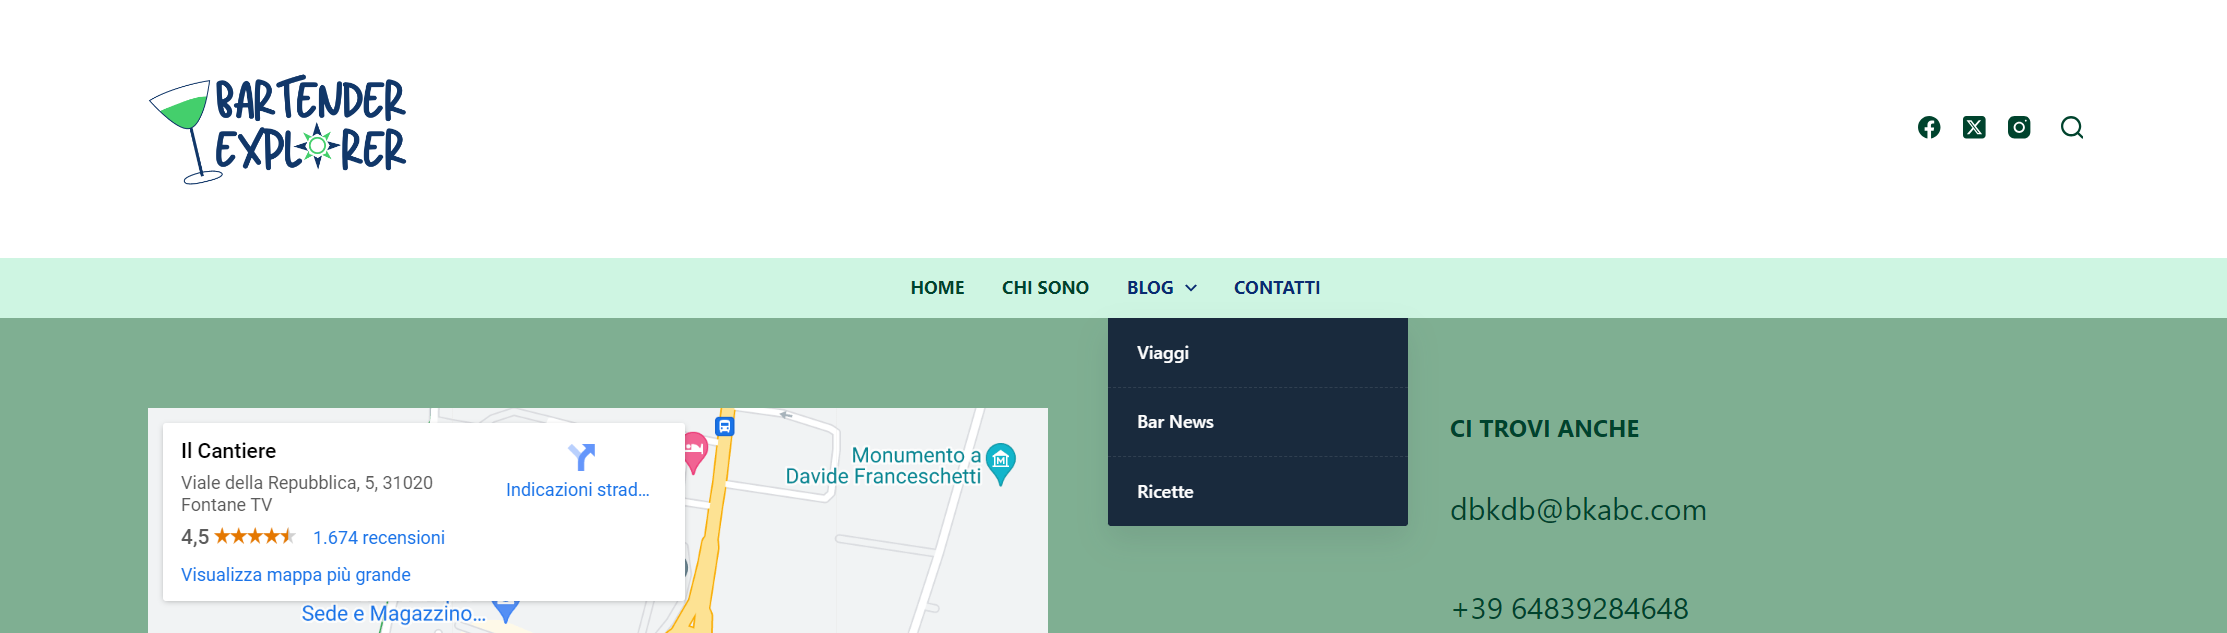 BARTENDER
EXPLORER
HOME
CHI SONO
BLOG
CONTATTI
Viaggi
Bar News
Ricette
Il Cantiere
Viale della Repubblica, 5, 31020
Fontane TV
4,5
1.674 recensioni
Visualizza mappa più grande
Indicazioni strad...
Monumento a
Davide Franceschetti
Sede e Magazzino...
CI TROVI ANCHE
dbkdb@bkabc.com
+39 64839284648